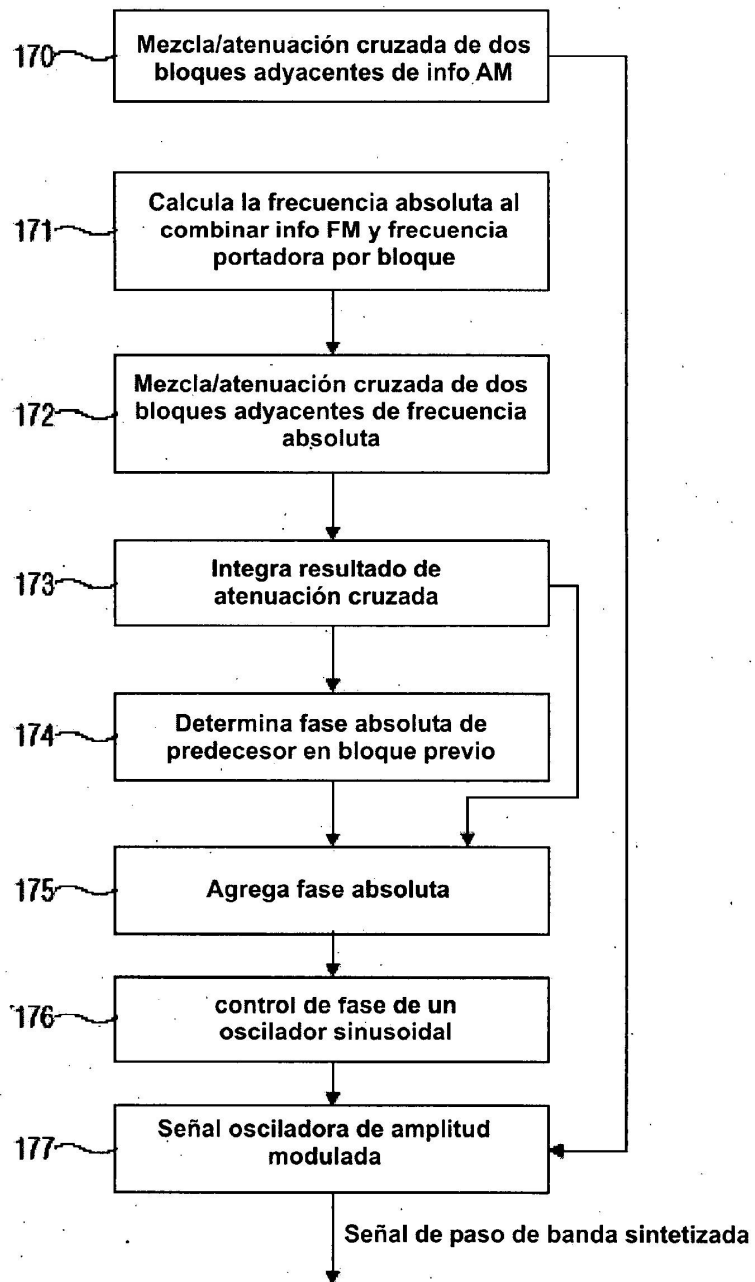 170
Mezcla/atenuación cruzada de dos
bloques adyacentes de info AM
171
Calcula la frecuencia absoluta al
combinar info FM y frecuencia
portadora por bloque
172
Mezcla/atenuación cruzada de dos
bloques adyacentes de frecuencia
absoluta
173
Integra resultado de
atenuación cruzada
174
Determina fase absoluta de
predecesor en bloque previo
175
Agrega fase absoluta
176
control de fase de un
oscilador sinusoidal
177
Señal osciladora de amplitud
modulada
Señal de paso de banda sintetizada